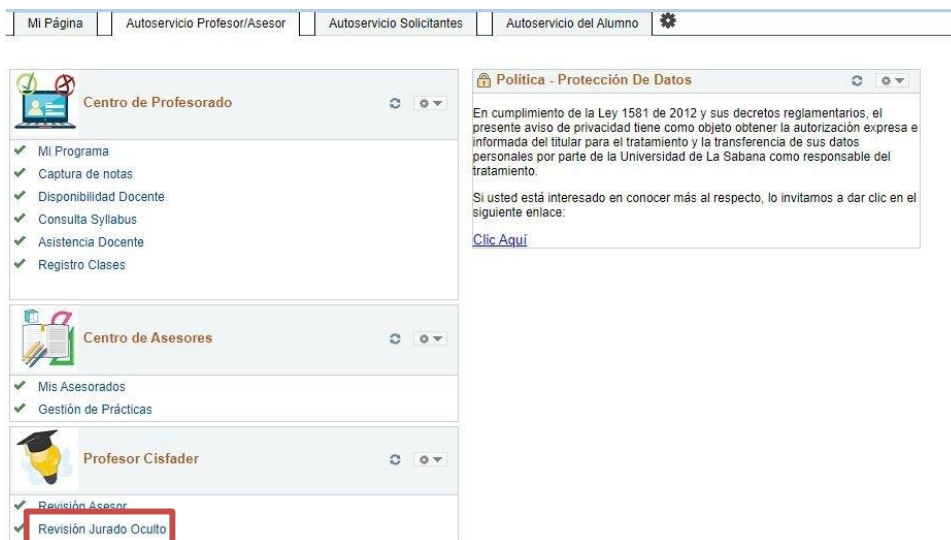 Mi Página
Autoservicio Profesor/Asesor
Autoservicio Solicitantes
Autoservicio del Alumno
Centro de Profesorado
Mi Programa
Captura de notas
Disponibilidad Docente
Consulta Syllabus
Asistencia Docente
Registro Clases
Centro de Asesores
Mis Asesorados
Gestión de Prácticas
Profesor Cisfader
Revisión Asesor
Revisión Jurado Oculto
Política - Protección De Datos
En cumplimiento de la Ley 1581 de 2012 y sus decretos reglamentarios, el
presente aviso de privacidad tiene como objeto obtener la autorización expresa e
informada del titular para el tratamiento y la transferencia de sus datos
personales por parte de la Universidad de La Sabana como responsable del
tratamiento.
Si usted está interesado en conocer más al respecto, lo invitamos a dar clic en el
siguiente enlace:
Clic Aquí